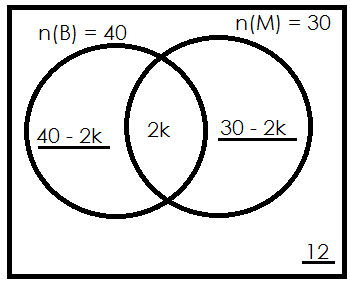 n(B) = 40
n(M) = 30
40 - 2k
2k
30 - 2k
12